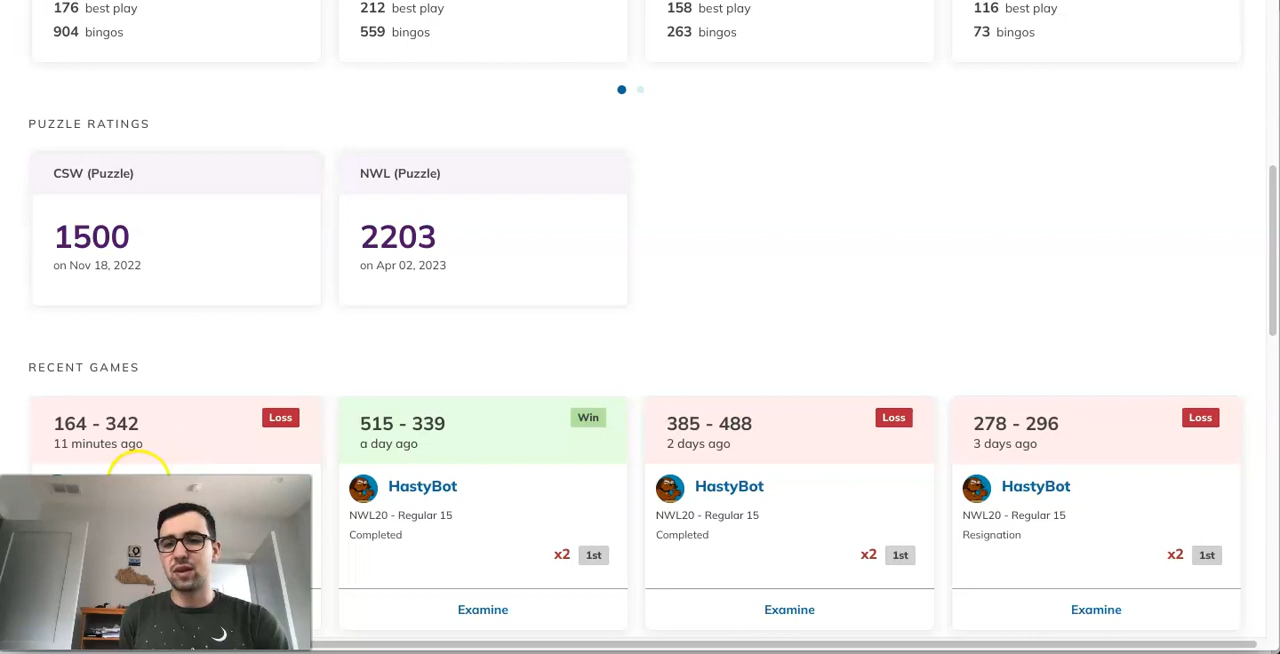 176 best play
904 bingos
212 best play
559 bingos
158 best play
263 bingos
116 best play
73 bingos
PUZZLE RATINGS
CSW (Puzzle)
1500
on Nov 18, 2022
NWL (Puzzle)
2203
on Apr 02, 2023
RECENT GAMES
164 - 342
Loss
11 minutes ago
515 - 339
Win
a day ago
HastyBot
NWL20 - Regular 15
Completed
x2 1st
Examine
385 - 488
Loss
2 days ago
HastyBot
NWL20 - Regular 15
Completed
x2 1st
Examine
278 - 296
Loss
3 days ago
HastyBot
NWL20 - Regular 15
Resignation
x2 1st
Examine